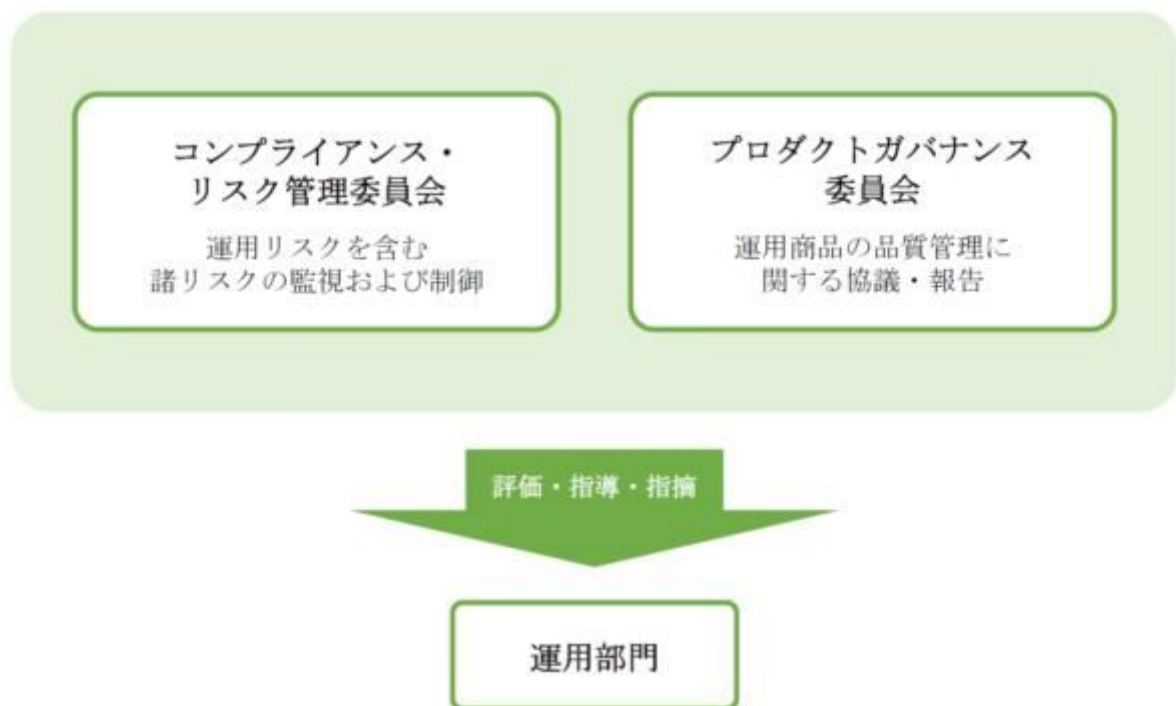 コンプライアンス・
リスク管理委員会
運用リスクを含む
諸リスクの監視および制御
プロダクトガバナンス
委員会
運用商品の品質管理に
関する協議・報告
評価・指導・指摘
運用部門